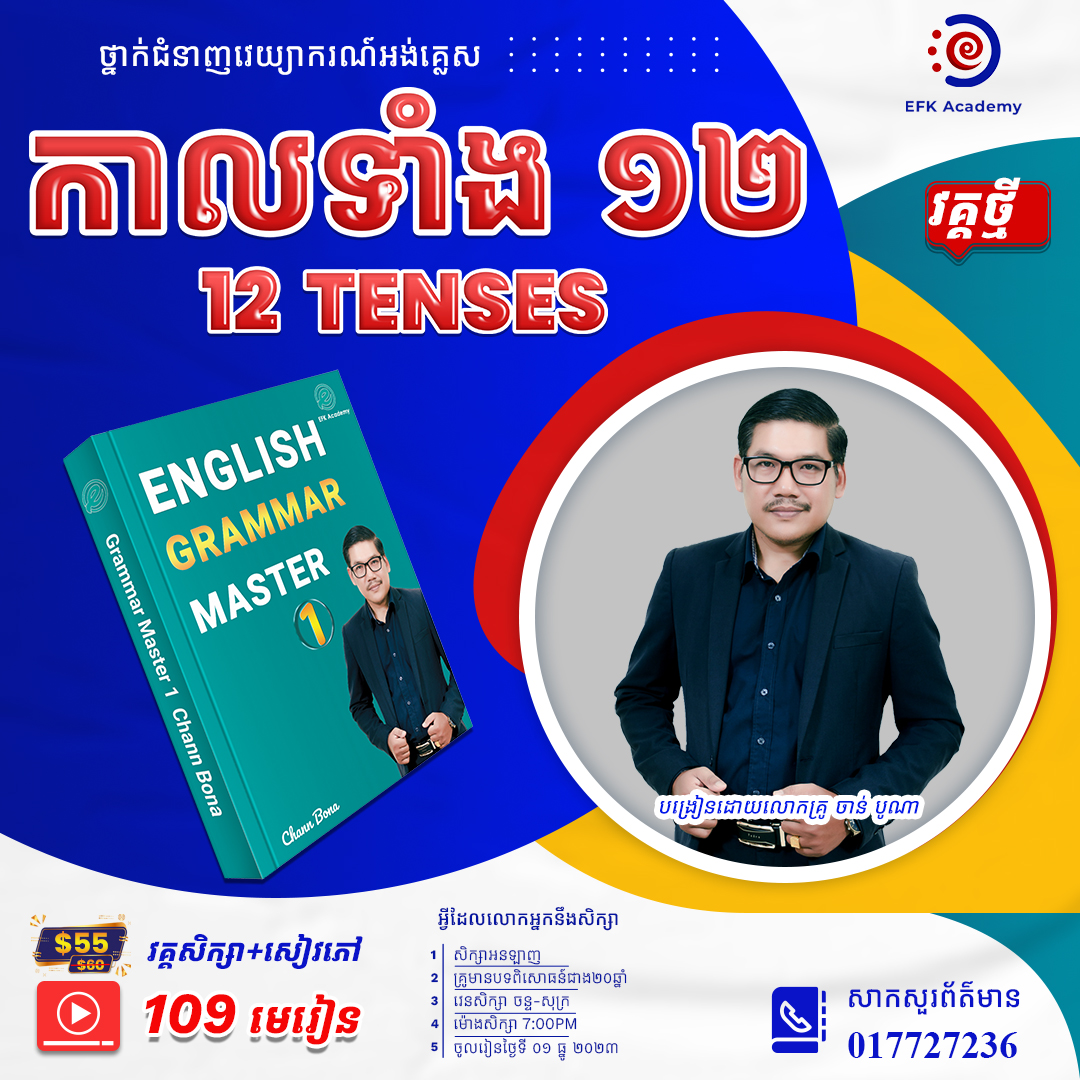 ថ្នាក់ជំនាញវេយ្យាករណ៍អង់គ្លេស
EFK Academy
កាលទាំង ១២
12 TENSES
វគ្គថ្មី
EFK Academy
ENGLISH
GRAMMAR
MASTER
1
Grammar Master 1 Chann Bona
Chann Bona
បង្រៀនដោយលោកគ្រូ ចាន់ បូណា
$55
$60
វគ្គសិក្សា+សៀវភៅ
109 មេរៀន
អ្វីដែលលោកអ្នកនឹងសិក្សា
1 សិក្សាអនឡាញ
2 គ្រូមានបទពិសោធន៍ជាង២០ឆ្នាំ
3 វេនសិក្សា ចន្ទ-សុក្រ
4 ម៉ោងសិក្សា 7:00PM
5 ចូលរៀនថ្ងៃទី ០១ ធ្នូ ២០២៣
សាកសួរព័ត៌មាន
017727236